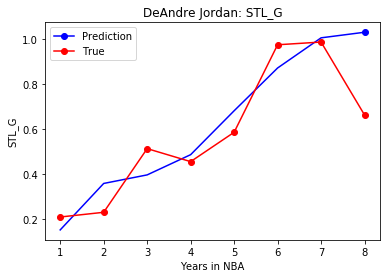 DeAndre Jordan: STL_G
Prediction
True
STL_G
1.0
0.8
0.6
0.4
0.2
1 2 3 4 5 6 7 8
Years in NBA